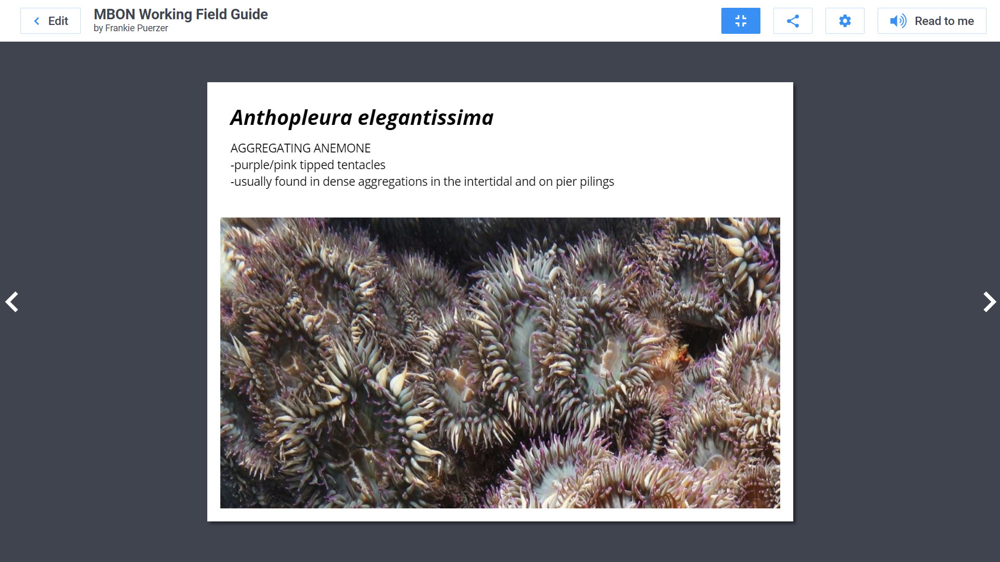 Edit
MBON Working Field Guide
by Frankie Puerzer
Read to me
Anthopleura elegantissima
AGGREGATING ANEMONE
-purple/pink tipped tentacles
-usually found in dense aggregations in the intertidal and on pier pilings